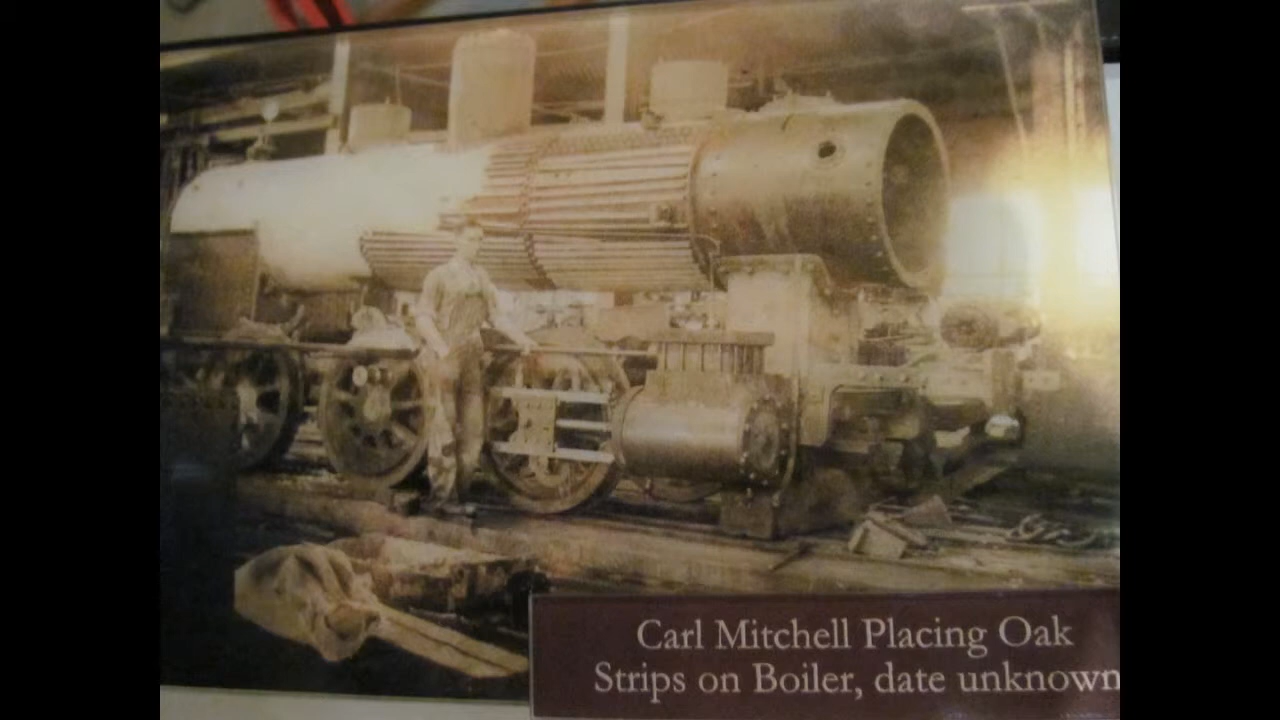 Carl Mitchell Placing Oak
Strips on Boiler, date unknown